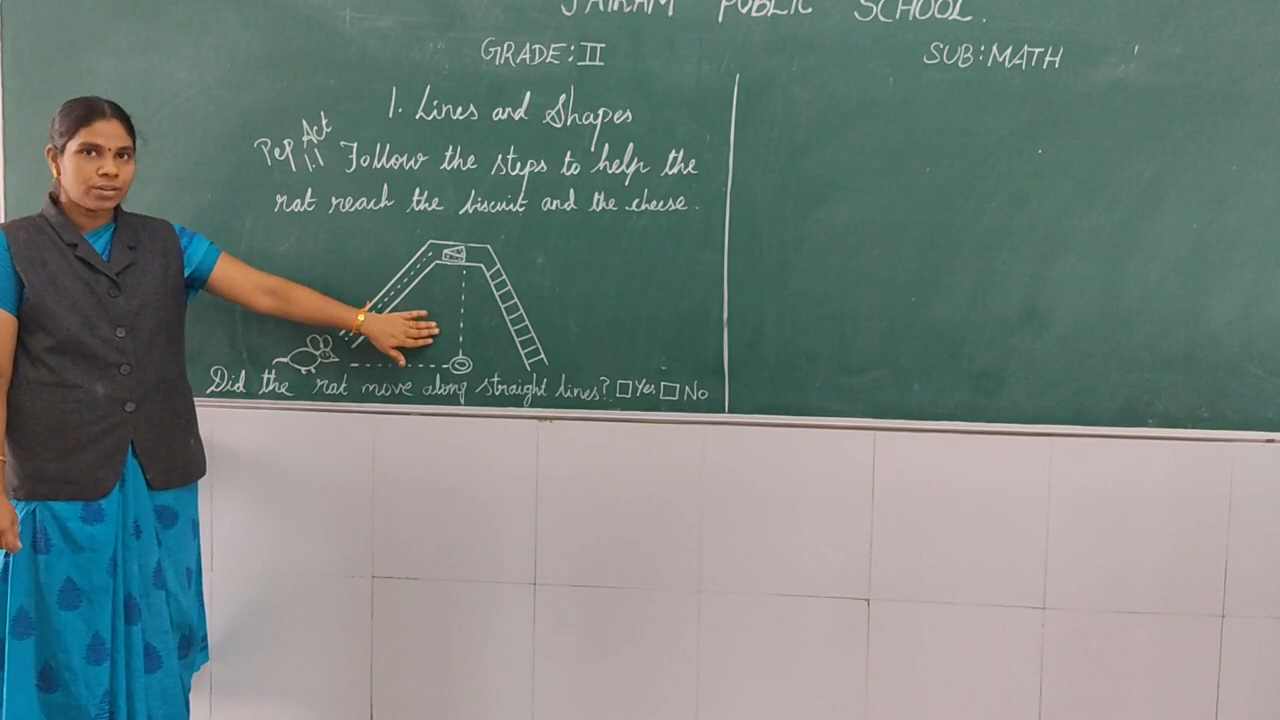 JAIRAM PUBLIC SCHOOL.
GRADE: II
SUB: MATH
1. Lines and Shapes
Pep Act 1.1 Follow the steps to help the
rat reach the biscuit and the cheese.
Did the rat move along straight lines? Yes No